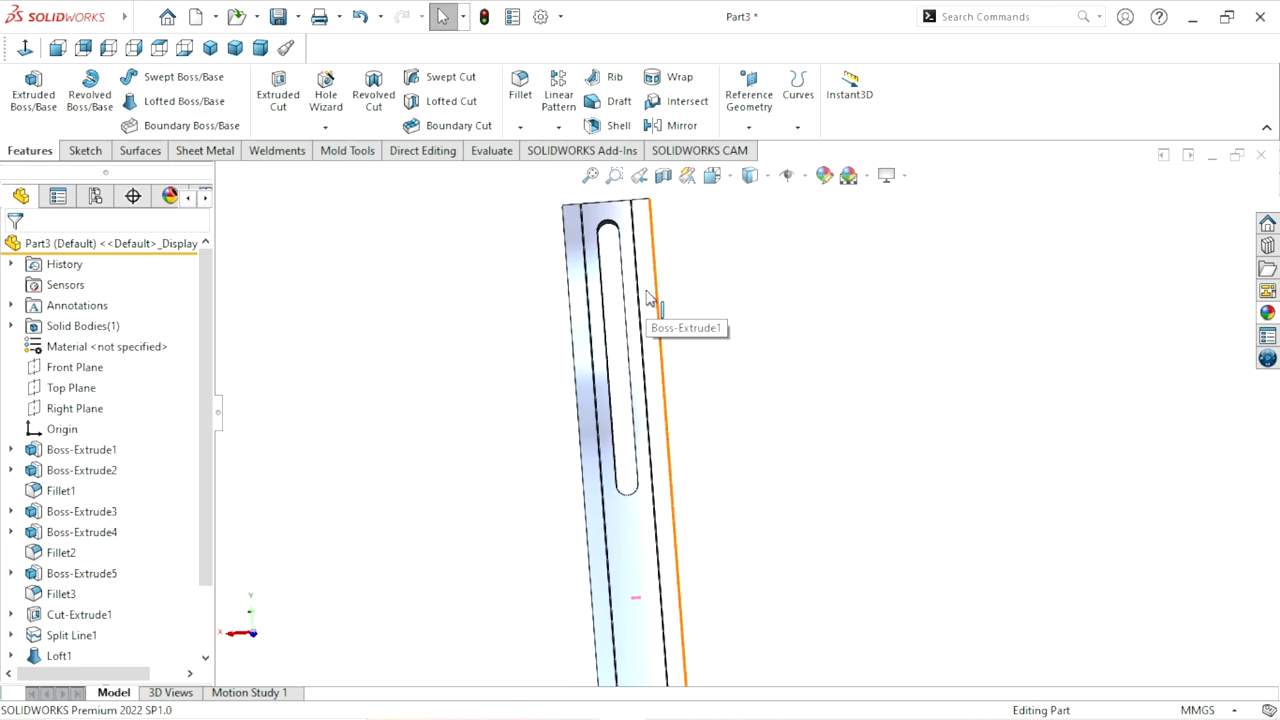 SOLIDWORKS
Part3 *
Search Commands
Extruded Boss/Base
Revolved Boss/Base
Swept Boss/Base
Lofted Boss/Base
Boundary Boss/Base
Extruded Cut
Hole Wizard
Revolved Cut
Swept Cut
Lofted Cut
Boundary Cut
Fillet
Linear Pattern
Rib
Draft
Shell
Wrap
Intersect
Mirror
Reference Geometry
Curves
Instant3D
Features
Sketch
Surfaces
Sheet Metal
Weldments
Mold Tools
Direct Editing
Evaluate
SOLIDWORKS Add-Ins
SOLIDWORKS CAM
Part3 (Default) <<Default>_Display
History
Sensors
Annotations
Solid Bodies(1)
Material <not specified>
Front Plane
Top Plane
Right Plane
Origin
Boss-Extrude1
Boss-Extrude2
Fillet1
Boss-Extrude3
Boss-Extrude4
Fillet2
Boss-Extrude5
Fillet3
Cut-Extrude1
Split Line1
Loft1
Boss-Extrude1
Y
X
Model
3D Views
Motion Study 1
SOLIDWORKS Premium 2022 SP1.0
Editing Part
MMGS